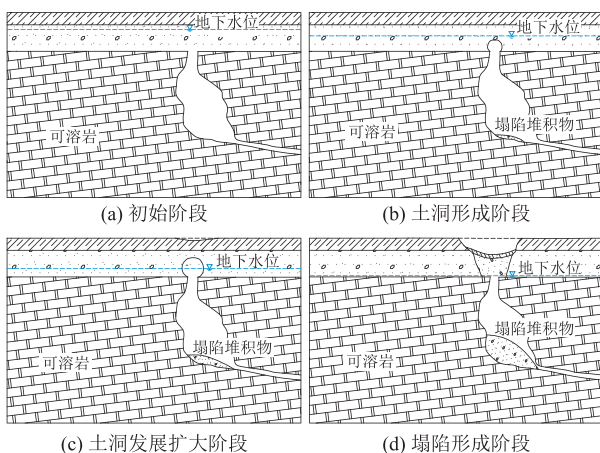 地下水位
可溶岩
(a) 初始阶段
地下水位
可溶岩
塌陷堆积物
(b) 土洞形成阶段
地下水位
塌陷堆积物
可溶岩
(c) 土洞发展扩大阶段
地下水位
塌陷堆积物
可溶岩
(d) 塌陷形成阶段